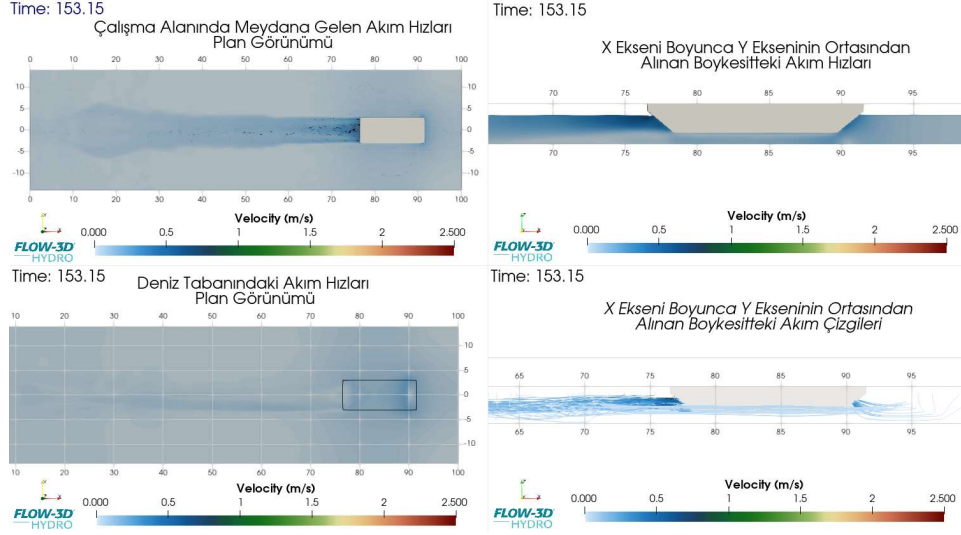 Time: 153.15
Çalışma Alanında Meydana Gelen Akım Hızları
Plan Görünümü
0 10 20 30 40 50 60 70 80 90 100
10
5
0
-5
-10
10
5
0
-5
-10
0 10 20 30 40 50 60 70 80 90 100
Velocity (m/s)
0.000 0.5 1 1.5 2 2.500
FLOW-3D
HYDRO
Time: 153.15
X Ekseni Boyunca Y Ekseninin Ortasından
Alınan Boykesitteki Akım Hızları
70 75 80 85 90 95
70 75 80 85 90 95
Velocity (m/s)
0.000 0.5 1 1.5 2 2.500
FLOW-3D
HYDRO
Time: 153.15
Deniz Tabanındaki Akım Hızları
Plan Görünümü
20 30 40 50 60 70 80 90 100
10
5
0
-5
-10
10 20 30 40 50 60 70 80 90 100
Velocity (m/s)
0.000 0.5 1 1.5 2 2.500
FLOW-3D
HYDRO
Time: 153.15
X Ekseni Boyunca Y Ekseninin Ortasından
Alınan Boykesitteki Akım Çizgileri
65 70 75 80 85 90 95
65 70 75 80 85 90 95
Velocity (m/s)
0.000 0.5 1 1.5 2 2.500
FLOW-3D
HYDRO